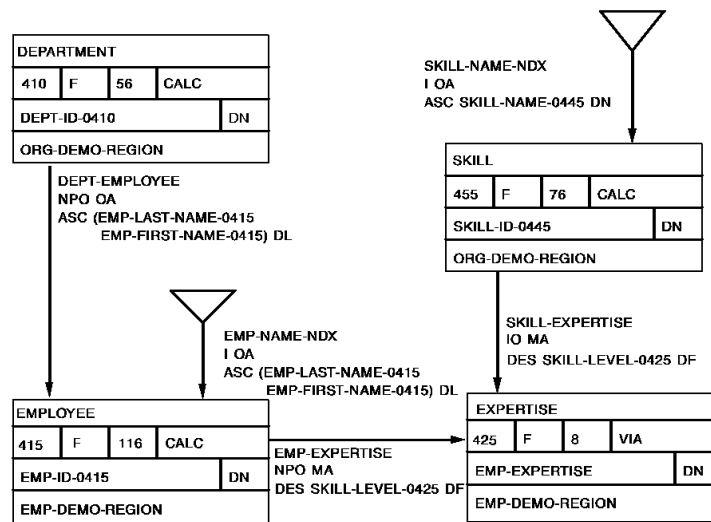 DEPARTMENT
410 F 56 CALC
DEPT-ID-0410 DN
ORG-DEMO-REGION
DEPT-EMPLOYEE
NPO OA
ASC (EMP-LAST-NAME-0415
EMP-FIRST-NAME-0415) DL
SKILL-NAME-NDX
I OA
ASC SKILL-NAME-0445 DN
SKILL
455 F 76 CALC
SKILL-ID-0445 DN
ORG-DEMO-REGION
EMP-NAME-NDX
I OA
ASC (EMP-LAST-NAME-0415
EMP-FIRST-NAME-0415) DL
SKILL-EXPERTISE
IO MA
DES SKILL-LEVEL-0425 DF
EMPLOYEE
415 F 116 CALC
EMP-ID-0415 DN
EMP-DEMO-REGION
EMP-EXPERTISE
NPO MA
DES SKILL-LEVEL-0425 DF
EXPERTISE
425 F 8 VIA
EMP-EXPERTISE DN
EMP-DEMO-REGION